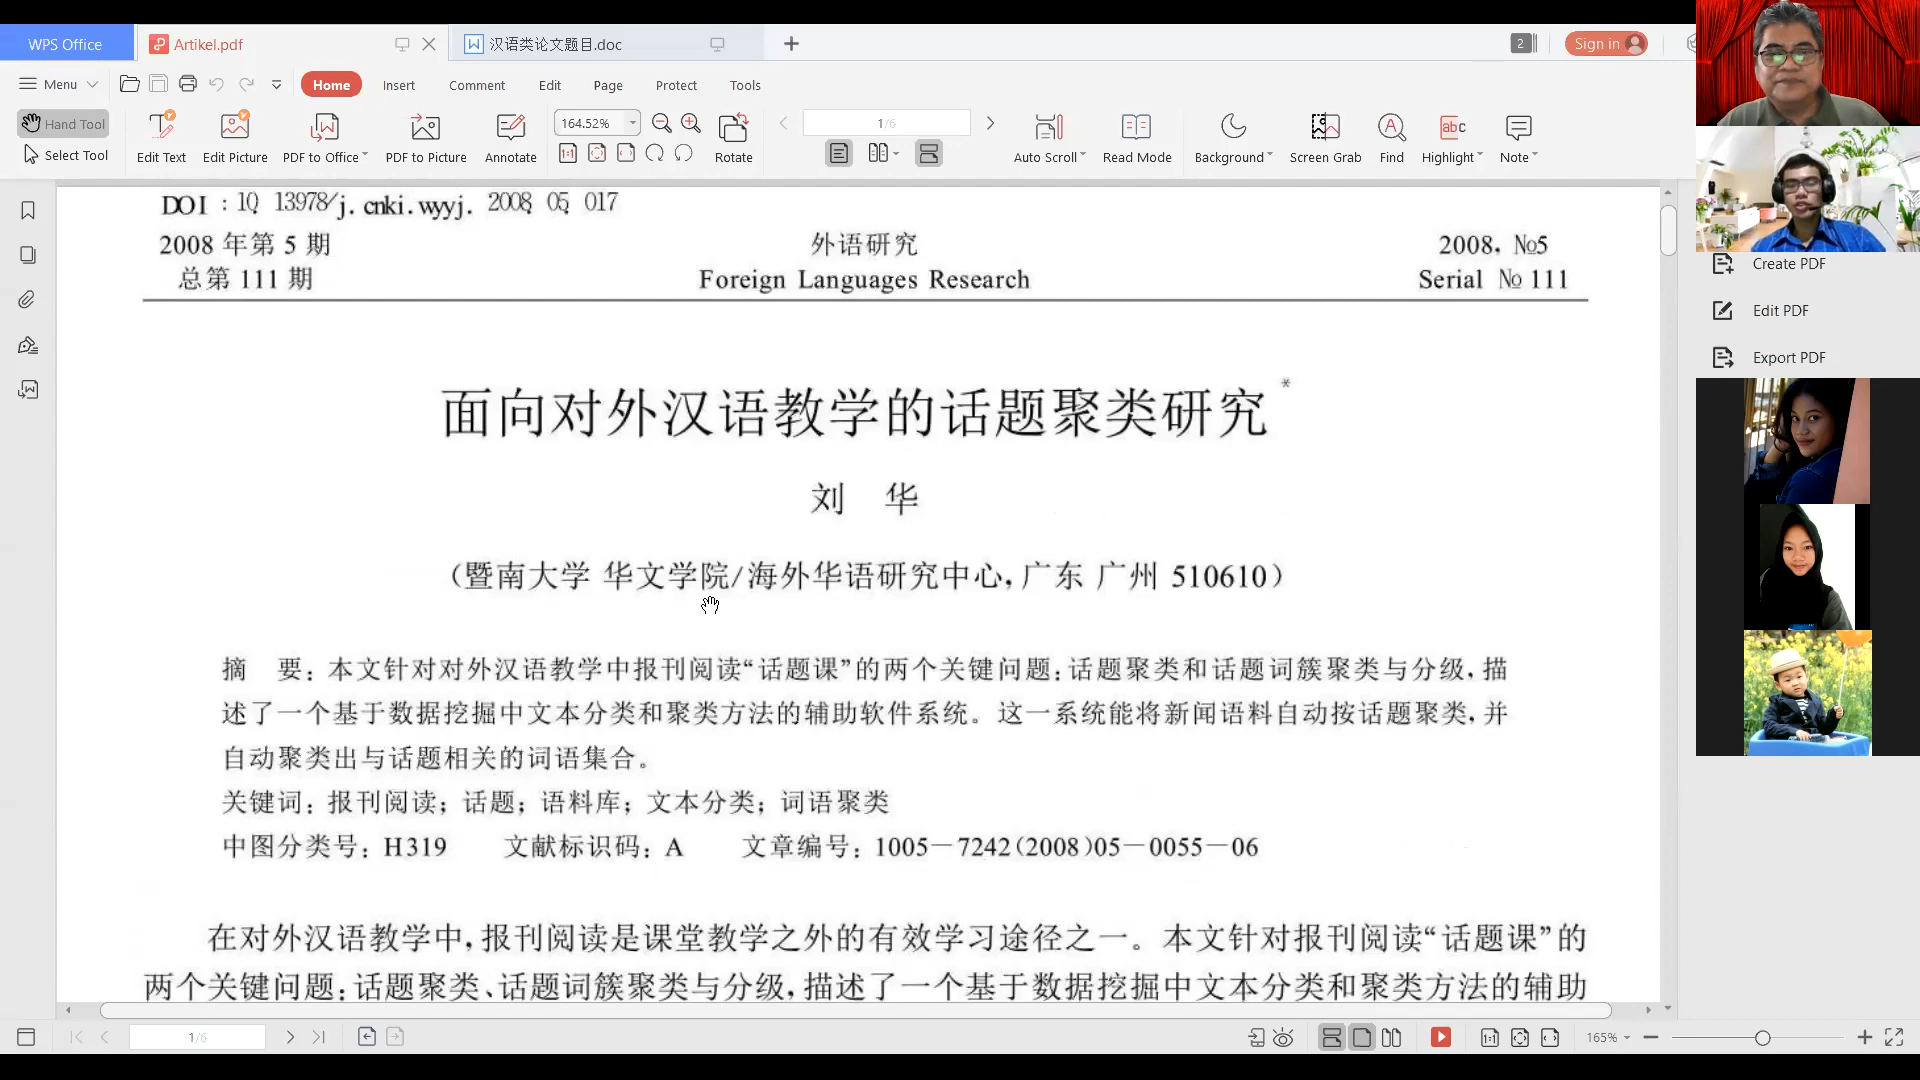 WPS Office
Artikel.pdf
汉语类论文题目.doc
2
Sign in
Menu
Home
Insert
Comment
Edit
Page
Protect
Tools
Hand Tool
Select Tool
Edit Text
Edit Picture
PDF to Office
PDF to Picture
Annotate
164.52%
Rotate
1/6
Auto Scroll
Read Mode
Background
Screen Grab
Find
Highlight
Note
DOI : 10. 13978/j. cnki. wyyj. 2008. 05. 017
2008 年第 5 期
外语研究
2008, №5
总第 111 期
Foreign Languages Research
Serial № 111
面向对外汉语教学的话题聚类研究*
刘 华
(暨南大学 华文学院/海外华语研究中心, 广东 广州 510610)
摘 要: 本文针对对外汉语教学中报刊阅读“话题课”的两个关键问题: 话题聚类和话题词簇聚类与分级, 描
述了一个基于数据挖掘中文本分类和聚类方法的辅助软件系统。这一系统能将新闻语料自动按话题聚类, 并
自动聚类出与话题相关的词语集合。
关键词: 报刊阅读; 话题; 语料库; 文本分类; 词语聚类
中图分类号: H319 文献标识码: A 文章编号: 1005—7242(2008)05—0055—06
在对外汉语教学中, 报刊阅读是课堂教学之外的有效学习途径之一。本文针对报刊阅读“话题课”的
两个关键问题: 话题聚类、话题词簇聚类与分级, 描述了一个基于数据挖掘中文本分类和聚类方法的辅助
Create PDF
Edit PDF
Export PDF
1/6
165%